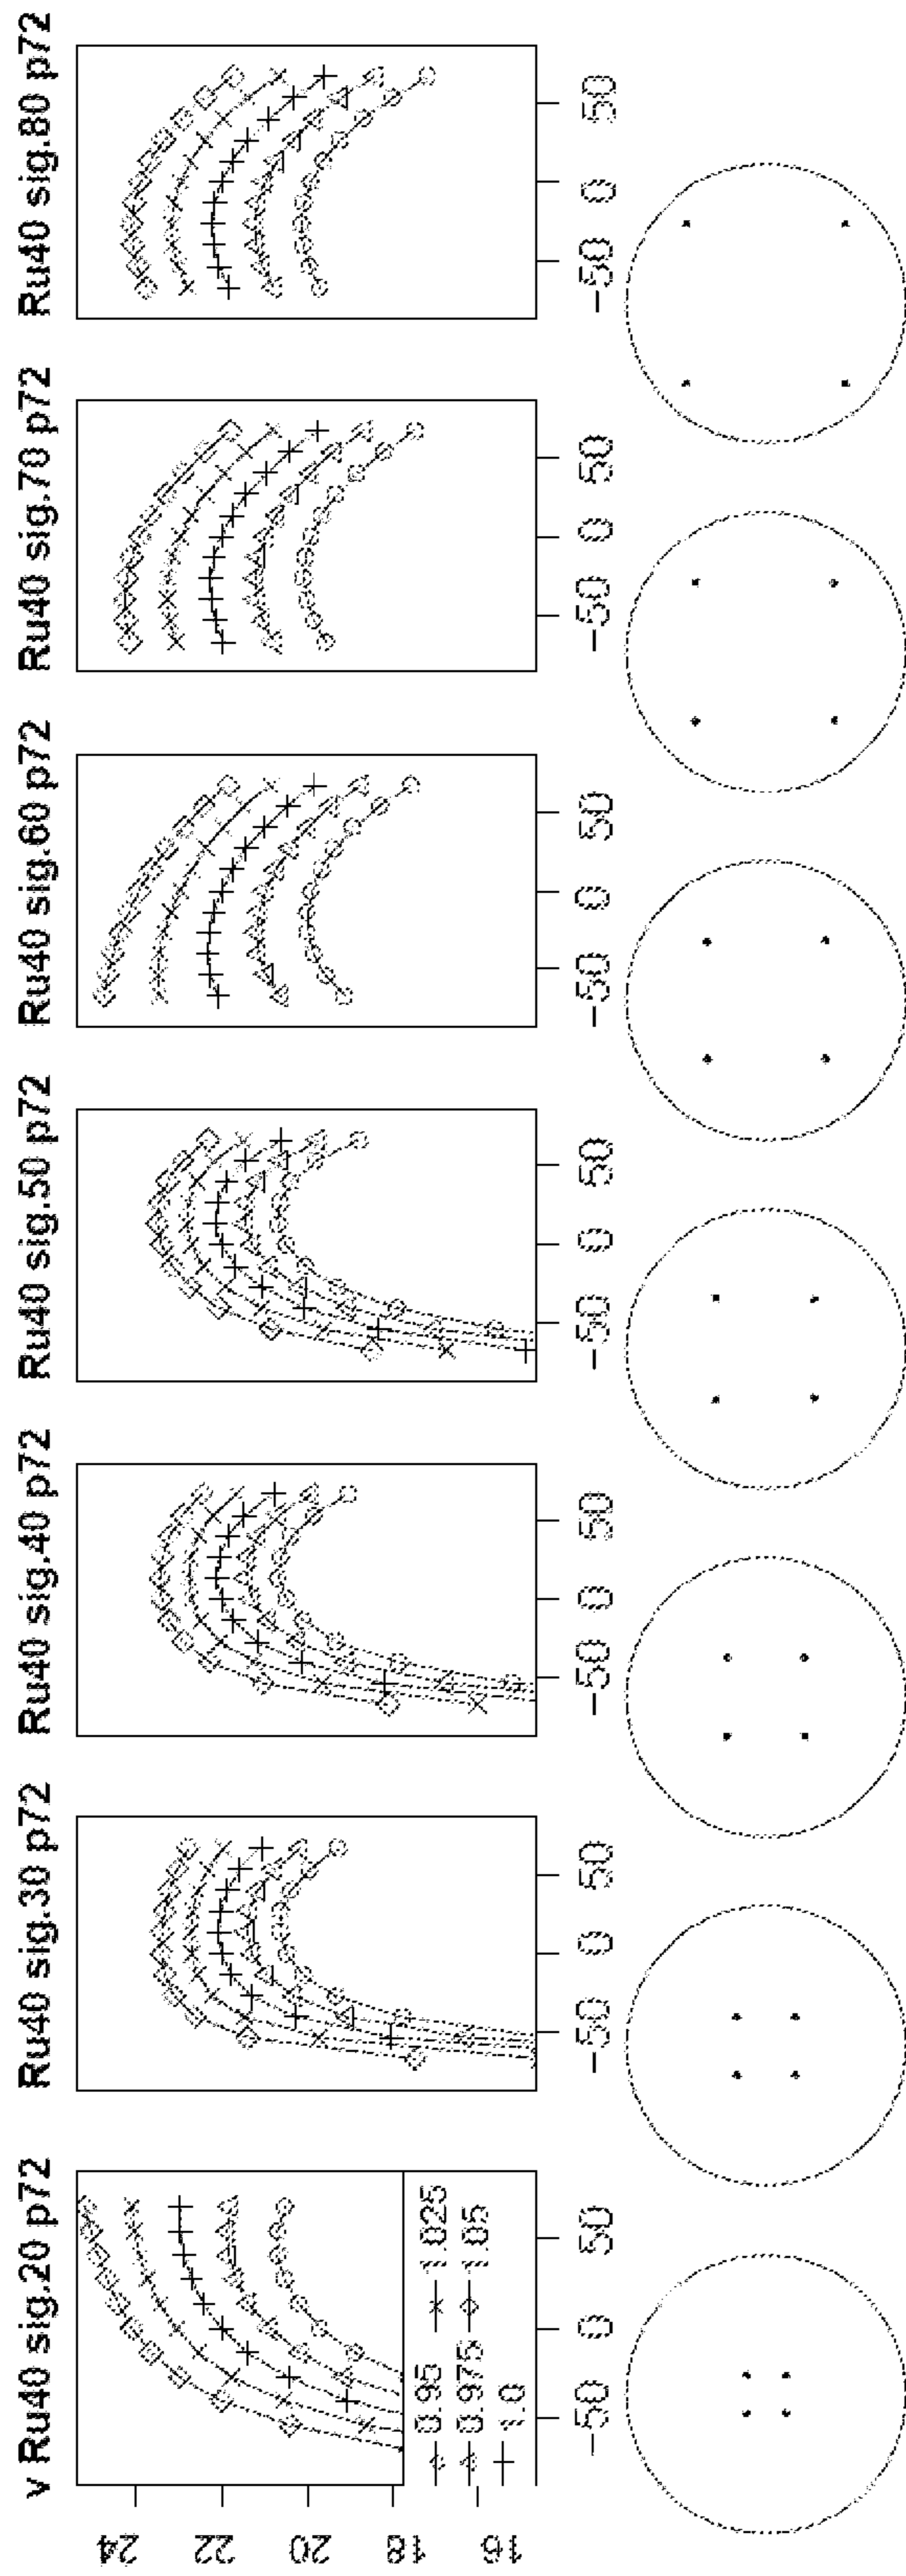 v Ru40 sig.20 p72
Ru40 sig.30 p72
Ru40 sig.40 p72
Ru40 sig.50 p72
Ru40 sig.60 p72
Ru40 sig.70 p72
Ru40 sig.80 p72
24
22
20
18
16
0.95
1.025
0.975
1.05
1.0
-50 0 50
-50 0 50
-50 0 50
-50 0 50
-50 0 50
-50 0 50
-50 0 50